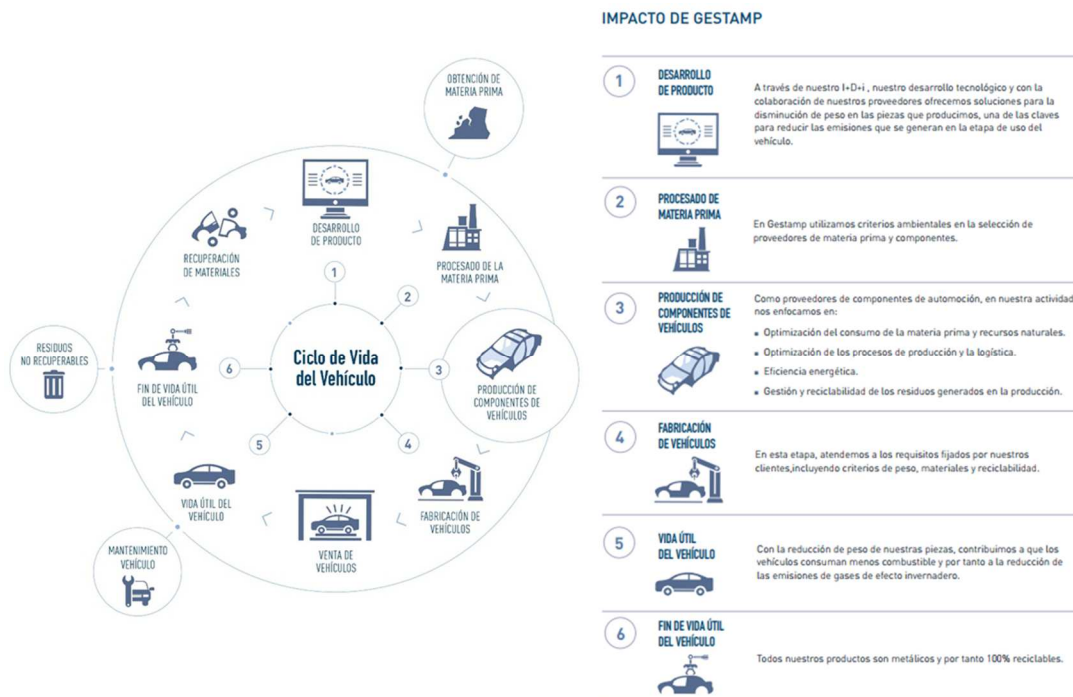 IMPACTO DE GESTAMP
OBTENCIÓN DE
MATERIA PRIMA
DESARROLLO
DE PRODUCTO
PROCESADO DE LA
MATERIA PRIMA
RECUPERACIÓN
DE MATERIALES
1
2
RESIDUOS
NO RECUPERABLES
FIN DE VIDA ÚTIL
DEL VEHÍCULO
6
Ciclo de Vida
del Vehículo
3
PRODUCCIÓN DE
COMPONENTES DE
VEHÍCULOS
5
4
VIDA ÚTIL DEL
VEHÍCULO
FABRICACIÓN DE
VEHÍCULOS
VENTA DE
VEHÍCULOS
MANTENIMIENTO
VEHÍCULO
1
DESARROLLO
DE PRODUCTO
A través de nuestro I+D+i , nuestro desarrollo tecnológico y con la
colaboración de nuestros proveedores ofrecemos soluciones para la
disminución de peso en las piezas que producimos, una de las claves
para reducir las emisiones que se generan en la etapa de uso del
vehículo.
2
PROCESADO DE
MATERIA PRIMA
En Gestamp utilizamos criterios ambientales en la selección de
proveedores de materia prima y componentes.
3
PRODUCCIÓN DE
COMPONENTES DE
VEHÍCULOS
Como proveedores de componentes de automoción, en nuestra actividad
nos enfocamos en:
▪ Optimización del consumo de la materia prima y recursos naturales.
▪ Optimización de los procesos de producción y la logística.
▪ Eficiencia energética.
▪ Gestión y reciclabilidad de los residuos generados en la producción.
4
FABRICACIÓN
DE VEHÍCULOS
En esta etapa, atendemos a los requisitos fijados por nuestros
clientes,incluyendo criterios de peso, materiales y reciclabilidad.
5
VIDA ÚTIL
DEL VEHÍCULO
Con la reducción de peso de nuestras piezas, contribuimos a que los
vehículos consuman menos combustible y por tanto a la reducción de
las emisiones de gases de efecto invernadero.
6
FIN DE VIDA ÚTIL
DEL VEHÍCULO
Todos nuestros productos son metálicos y por tanto 100% reciclables.